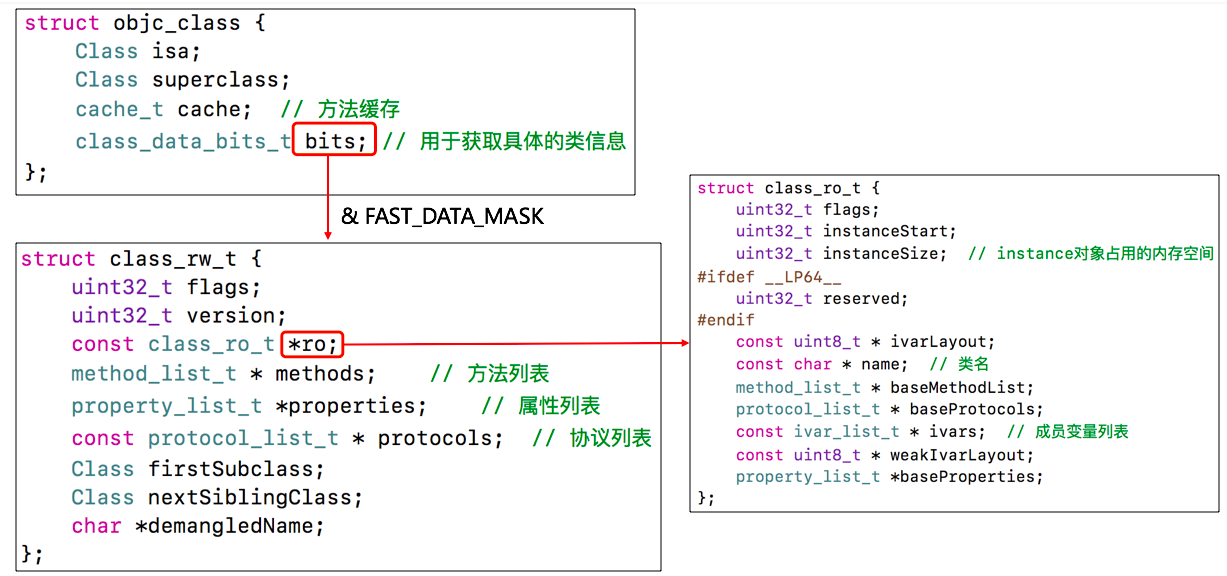 struct objc_class {
    Class isa;
    Class superclass;
    cache_t cache;  // 方法缓存
    class_data_bits_t bits; // 用于获取具体的类信息
};
& FAST_DATA_MASK
struct class_rw_t {
    uint32_t flags;
    uint32_t version;
    const class_ro_t *ro;
    method_list_t * methods;    // 方法列表
    property_list_t *properties;    // 属性列表
    const protocol_list_t * protocols;  // 协议列表
    Class firstSubclass;
    Class nextSiblingClass;
    char *demangledName;
};
struct class_ro_t {
    uint32_t flags;
    uint32_t instanceStart;
    uint32_t instanceSize;  // instance对象占用的内存空间
#ifdef __LP64__
    uint32_t reserved;
#endif
    const uint8_t * ivarLayout;
    const char * name;  // 类名
    method_list_t * baseMethodList;
    protocol_list_t * baseProtocols;
    const ivar_list_t * ivars;  // 成员变量列表
    const uint8_t * weakIvarLayout;
    property_list_t *baseProperties;
};